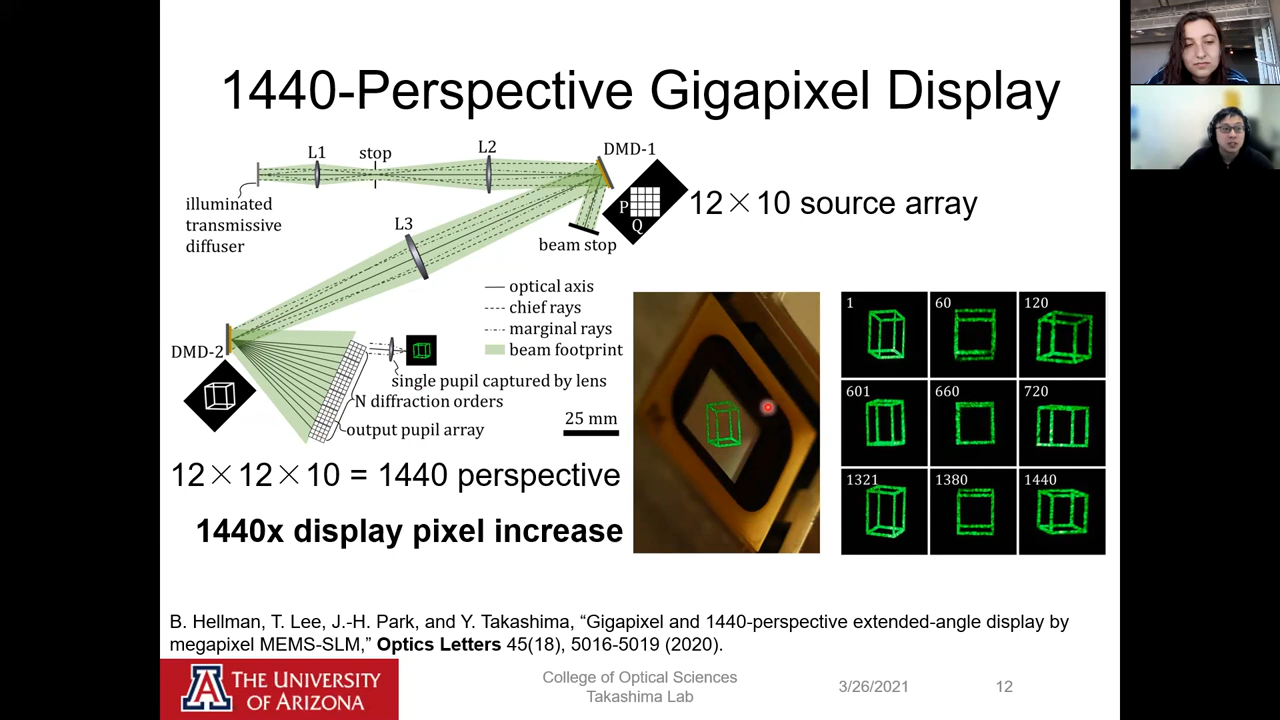 1440-Perspective Gigapixel Display
L1
stop
L2
DMD-1
illuminated
transmissive
diffuser
P
Q
12×10 source array
beam stop
L3
optical axis
chief rays
marginal rays
beam footprint
DMD-2
single pupil captured by lens
N diffraction orders
output pupil array
25 mm
1
60
120
601
660
720
1321
1380
1440
12×12×10 = 1440 perspective
1440x display pixel increase
B. Hellman, T. Lee, J.-H. Park, and Y. Takashima, “Gigapixel and 1440-perspective extended-angle display by
megapixel MEMS-SLM,” Optics Letters 45(18), 5016-5019 (2020).
A
THE UNIVERSITY
OF ARIZONA
College of Optical Sciences
Takashima Lab
3/26/2021
12